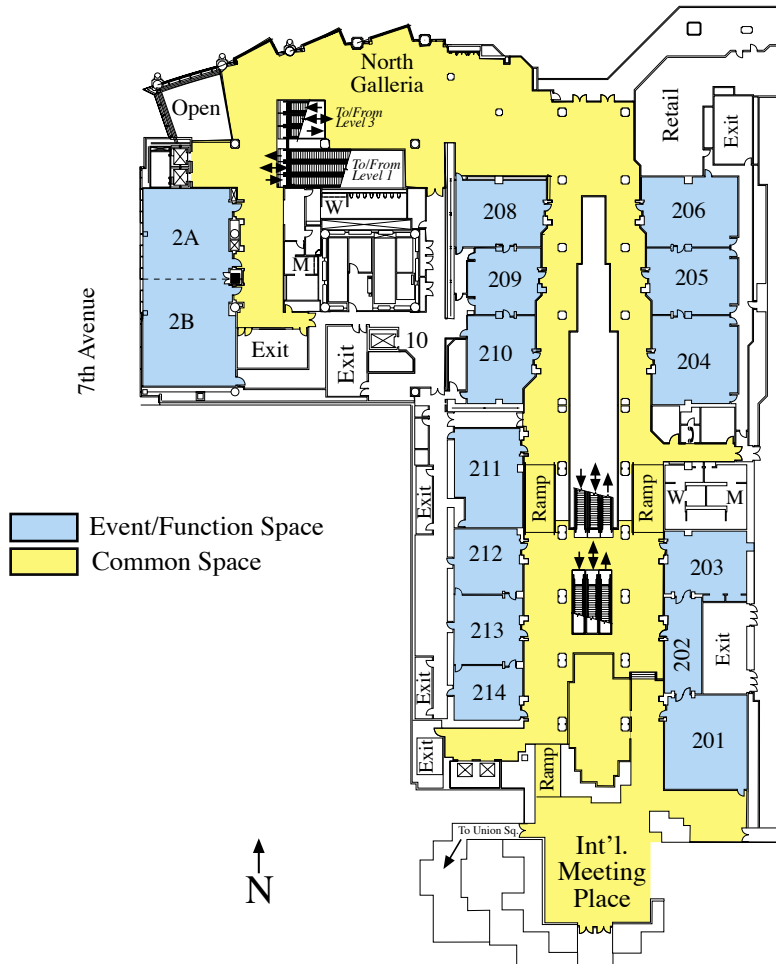 North
Galleria
Open
To/From
Level 3
To/From
Level 1
Retail
Exit
W
208
206
2A
M
209
205
7th Avenue
2B
Exit
Exit
10
210
204
211
Exit
Ramp
Ramp
W
M
Event/Function Space
Common Space
212
203
213
202
Exit
Exit
214
201
Exit
Ramp
To Union Sq.
Int'l.
Meeting
Place
N